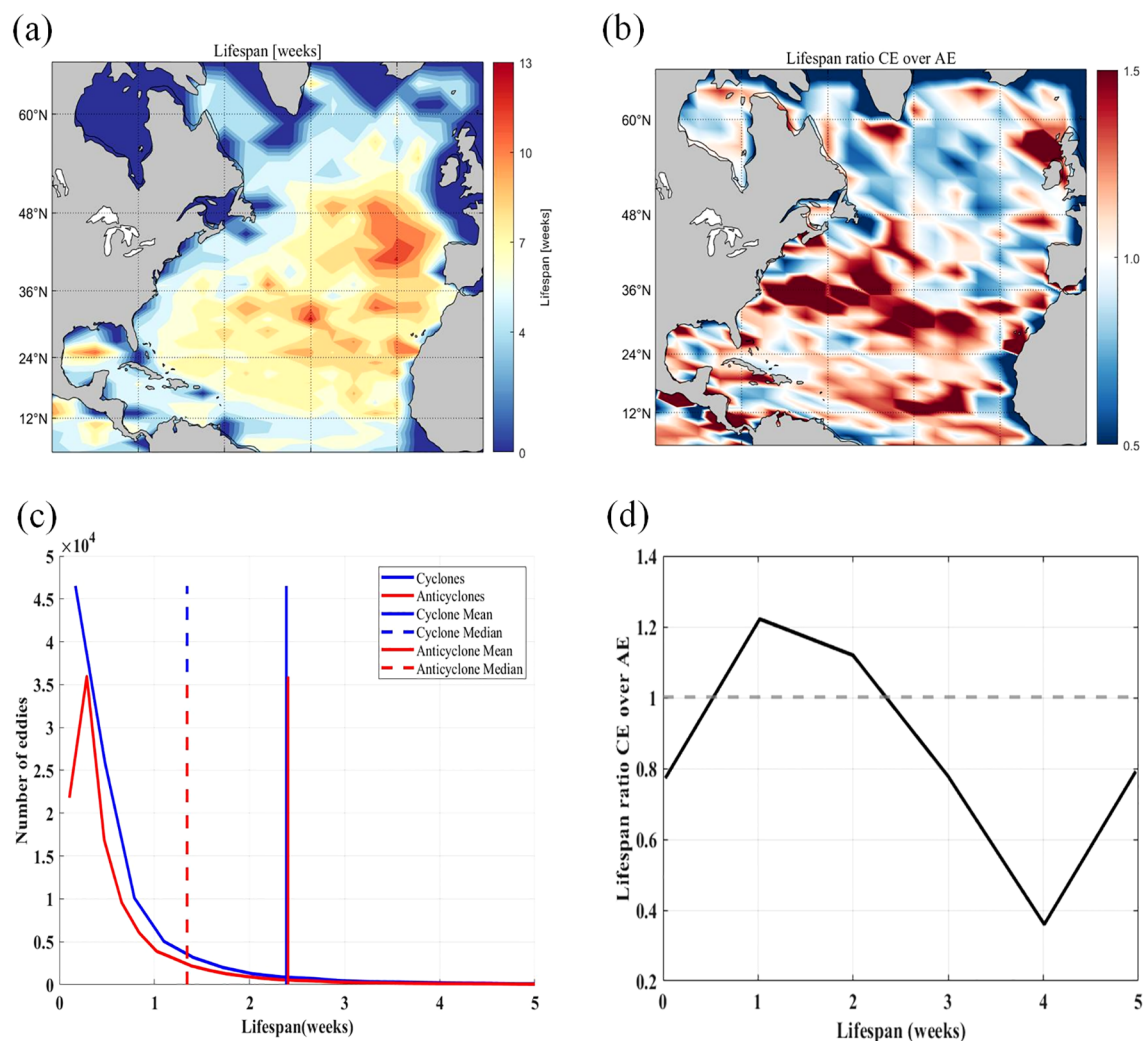 (a)
Lifespan [weeks]
60°N
48°N
36°N
24°N
12°N
13
10
7
4
0
Lifespan [weeks]
(b)
Lifespan ratio CE over AE
60°N
48°N
36°N
24°N
12°N
1.5
1.0
0.5
(c)
×10⁴
5
4.5
4
3.5
3
2.5
2
1.5
1
0.5
0
Number of eddies
Cyclones
Anticyclones
Cyclone Mean
Cyclone Median
Anticyclone Mean
Anticyclone Median
0 1 2 3 4 5
Lifespan(weeks)
(d)
1.4
1.2
1
0.8
0.6
0.4
0.2
Lifespan ratio CE over AE
0 1 2 3 4 5
Lifespan (weeks)